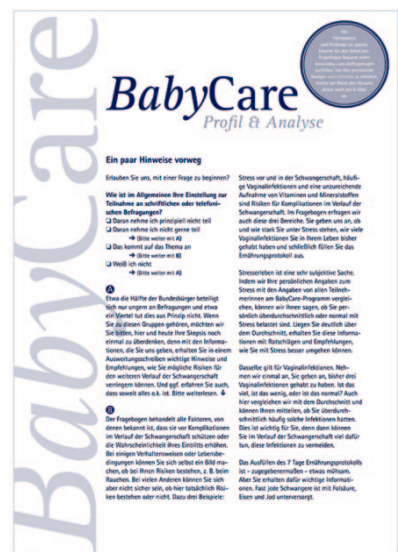 BabyCare
BabyCare
Profil & Analyse
Ein paar Hinweise vorweg
Erlauben Sie uns, mit einer Frage zu beginnen?
Wie ist im Allgemeinen Ihre Einstellung zur
Teilnahme an schriftlichen oder telefoni-
schen Befragungen?
❏ Daran nehme ich prinzipiell nicht teil
❏ Daran nehme ich nicht gerne teil
➔ (Bitte weiter mit A)
❏ Das kommt auf das Thema an
➔ (Bitte weiter mit B)
❏ Weiß ich nicht
➔ (Bitte weiter mit A)
A
Etwa die Hälfte der Bundesbürger beteiligt
sich nur ungern an Befragungen und etwa
ein Viertel tut dies aus Prinzip nicht. Wenn
Sie zu diesen Gruppen gehören, möchten wir
Sie bitten, hier und heute Ihre Skepsis noch
einmal zu überdenken, denn mit den Informa-
tionen, die Sie uns geben, erhalten Sie in einem
Auswertungsschreiben wichtige Hinweise und
Empfehlungen, wie Sie mögliche Risiken für
den weiteren Verlauf der Schwangerschaft
verringern können. Und ggf. erfahren Sie auch,
dass soweit alles o.k. ist. Bitte weiterlesen. ⬇
B
Der Fragebogen behandelt alle Faktoren, von
denen bekannt ist, dass sie vor Komplikationen
im Verlauf der Schwangerschaft schützen oder
die Wahrscheinlichkeit ihres Eintritts erhöhen.
Bei einigen Verhaltensweisen oder Lebensbe-
dingungen können Sie sich selbst ein Bild ma-
chen, ob bei Ihnen Risiken bestehen, z. B. beim
Rauchen. Bei vielen Anderen können Sie sich
aber nicht sicher sein, ob hier tatsächlich Risi-
ken bestehen oder nicht. Dazu drei Beispiele:
Stress vor und in der Schwangerschaft, häufi-
ge Vaginalinfektionen und eine unzureichende
Aufnahme von Vitaminen und Mineralstoffen
sind Risiken für Komplikationen im Verlauf der
Schwangerschaft. Im Fragebogen erfragen wir
auch diese drei Bereiche. Sie geben uns an, ob
und wie stark Sie unter Stress stehen, wie viele
Vaginalinfektionen Sie in Ihrem Leben bisher
gehabt haben und schließlich füllen Sie das
Ernährungsprotokoll aus.
Stresserleben ist eine sehr subjektive Sache.
Indem wir Ihre persönlichen Angaben zum
Stress mit den Angaben von allen Teilneh-
merinnen am BabyCare-Programm verglei-
chen, können wir Ihnen sagen, ob Sie per-
sönlich überdurchschnittlich oder normal mit
Stress belastet sind. Liegen Sie deutlich über
dem Durchschnitt, erhalten Sie diese Informa-
tionen mit Ratschlägen und Empfehlungen,
wie Sie mit Stress besser umgehen können.
Dasselbe gilt für Vaginalinfektionen. Neh-
men wir einmal an, Sie geben an, bisher drei
Vaginalinfektionen gehabt zu haben. Ist das
viel, ist das wenig, oder ist das normal? Auch
hier vergleichen wir mit dem Durchschnitt und
können Ihnen mitteilen, ob Sie überdurch-
schnittlich häufig solche Infektionen hatten.
Dies ist wichtig für Sie, denn dann können
Sie im Verlauf der Schwangerschaft viel dafür
tun, diese Infektionen zu vermeiden.
Das Ausfüllen des 7 Tage Ernährungsprotokolls
ist - zugegebenermaßen - etwas mühsam.
Aber Sie erhalten dafür wichtige Informati-
onen. Fast jede Schwangere ist mit Folsäure,
Eisen und Jod unterversorgt.